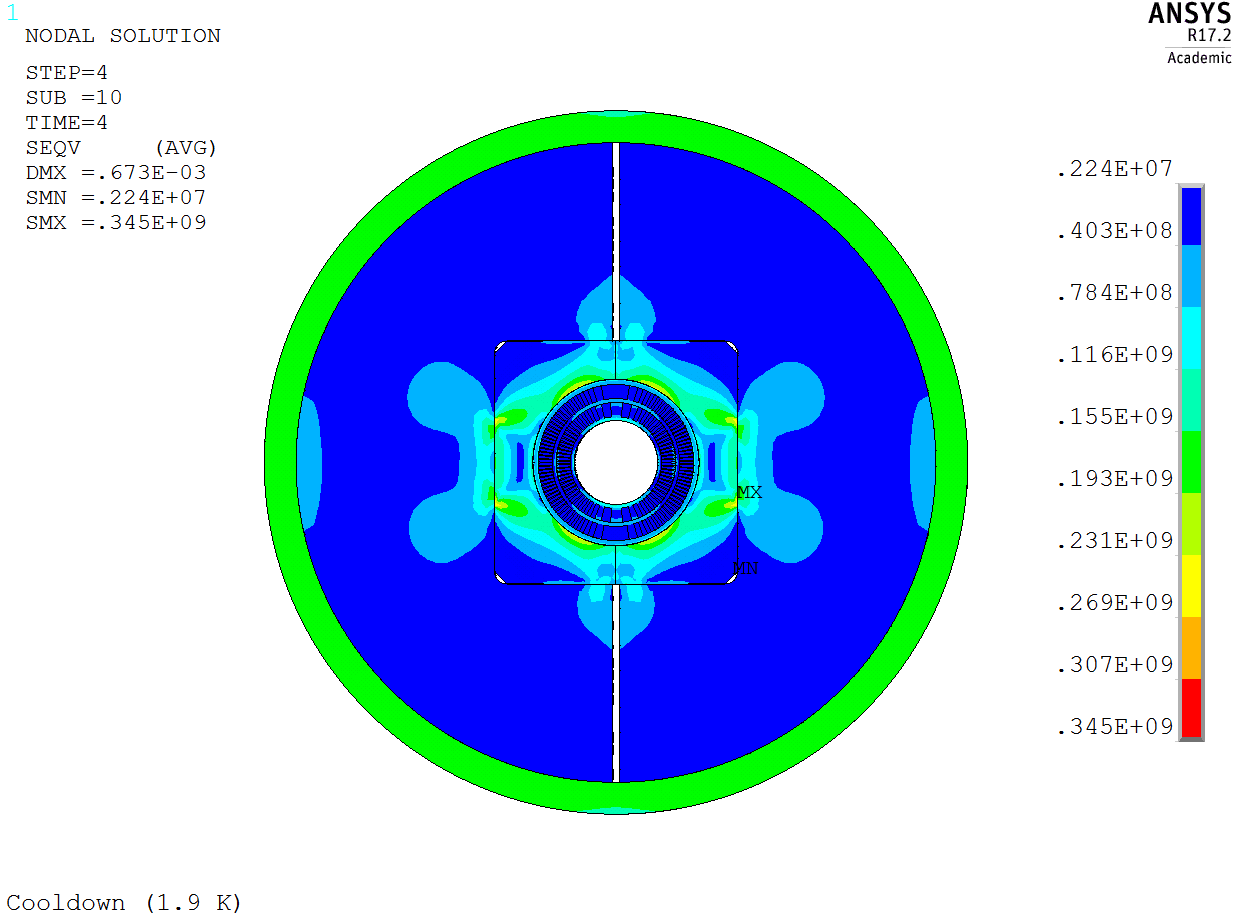 1
NODAL SOLUTION
STEP=4
SUB =10
TIME=4
SEQV (AVG)
DMX =.673E-03
SMN =.224E+07
SMX =.345E+09
ANSYS
R17.2
Academic
.224E+07
.403E+08
.784E+08
.116E+09
.155E+09
.193E+09
.231E+09
.269E+09
.307E+09
.345E+09
MX
MN
Cooldown (1.9 K)